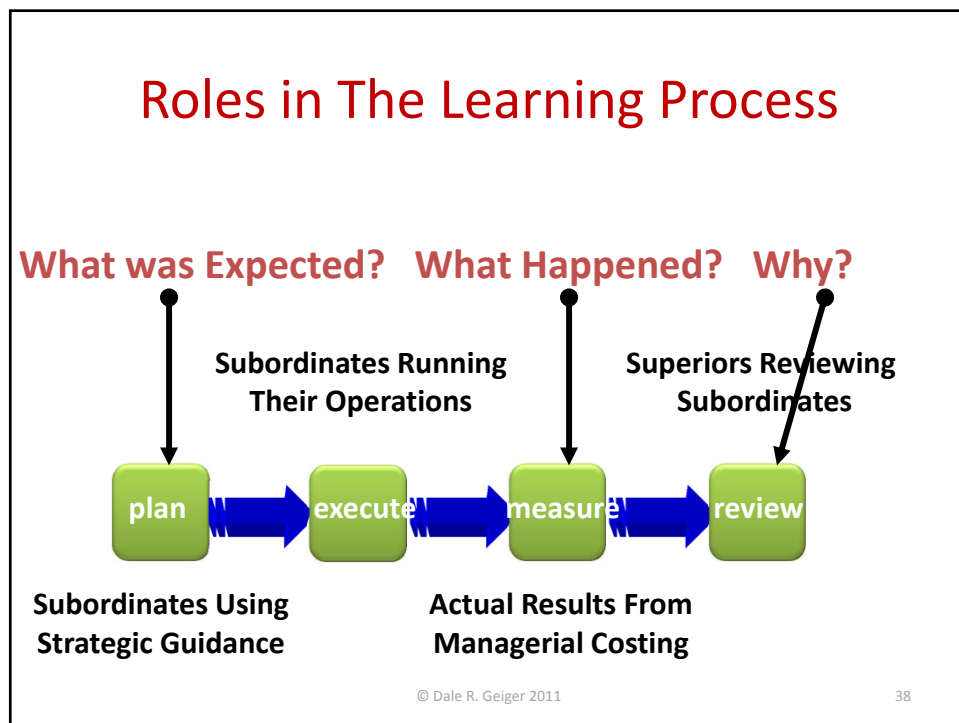 Roles in The Learning Process
What was Expected? What Happened? Why?
Subordinates Running
Their Operations
Superiors Reviewing
Subordinates
plan execute measure review
Subordinates Using
Strategic Guidance
Actual Results From
Managerial Costing
© Dale R. Geiger 2011
38